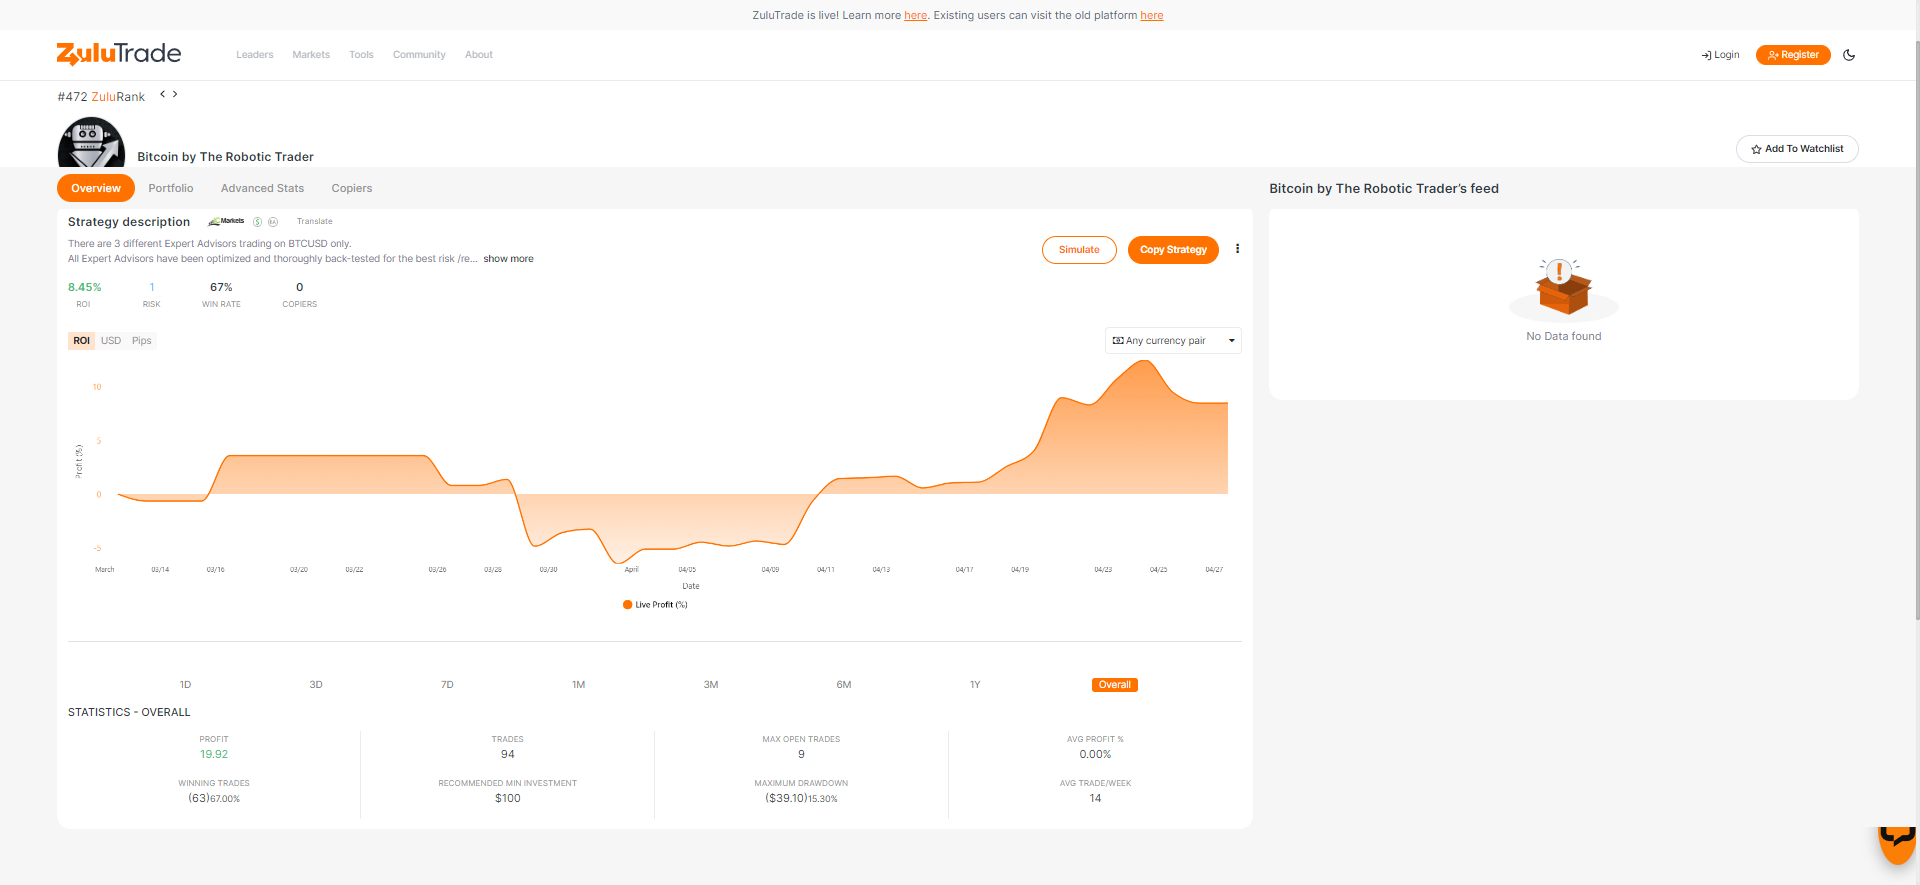 ZuluTrade is live! Learn more here. Existing users can visit the old platform here
ZuluTrade
Leaders Markets Tools Community About
Login Register
#472 ZuluRank
Bitcoin by The Robotic Trader
Add To Watchlist
Overview Portfolio Advanced Stats Copiers
Bitcoin by The Robotic Trader's feed
Strategy description Markets Translate
There are 3 different Expert Advisors trading on BTCUSD only.
All Expert Advisors have been optimized and thoroughly back-tested for the best risk /re... show more
Simulate Copy Strategy
8.45% 1 67% 0
ROI RISK WIN RATE COPIERS
No Data found
ROI USD Pips
Any currency pair
10
5
0
-5
Profit (%)
March 03/14 03/16 03/20 03/22 03/26 03/28 03/30 April 04/05 04/09 04/11 04/13 04/17 04/19 04/23 04/25 04/27
Date
Live Profit (%)
1D 3D 7D 1M 3M 6M 1Y Overall
STATISTICS - OVERALL
PROFIT TRADES MAX OPEN TRADES AVG PROFIT %
19.92 94 9 0.00%
WINNING TRADES RECOMMENDED MIN INVESTMENT MAXIMUM DRAWDOWN AVG TRADE/WEEK
(63)67.00% $100 ($39.10)15.30% 14